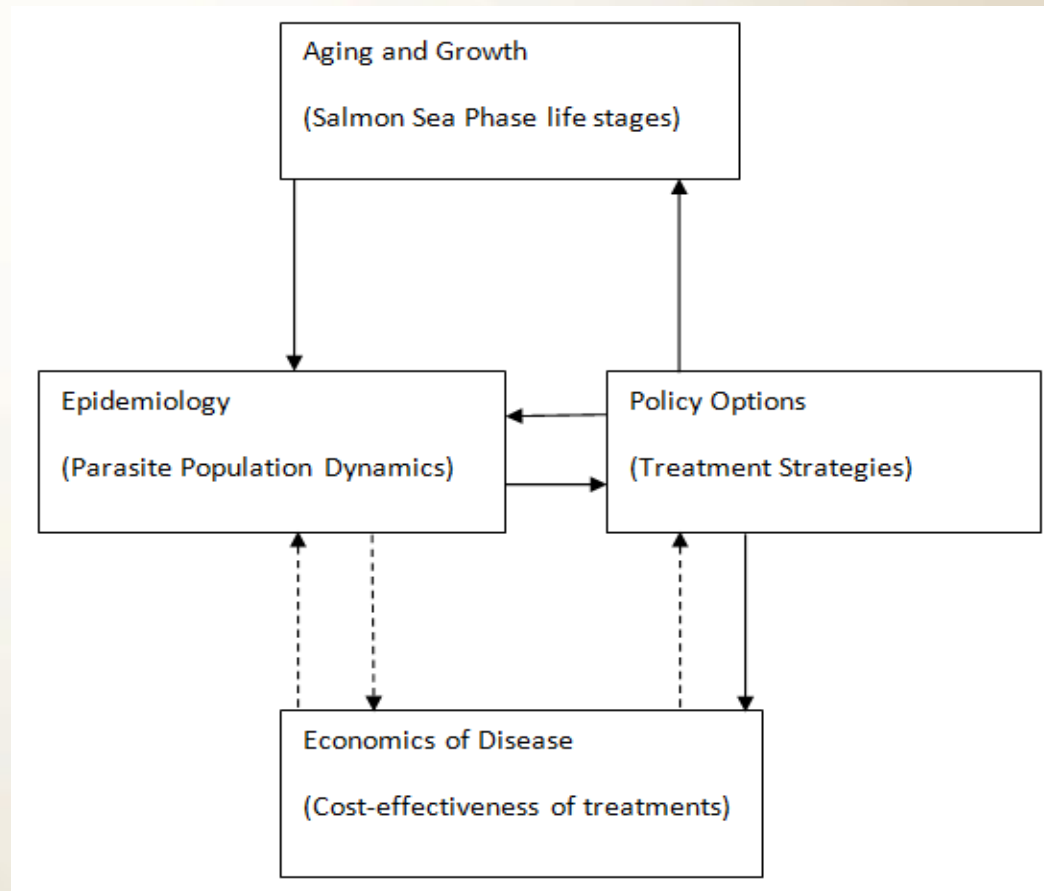 Aging and Growth
(Salmon Sea Phase life stages)
Epidemiology
(Parasite Population Dynamics)
Policy Options
(Treatment Strategies)
Economics of Disease
(Cost-effectiveness of treatments)